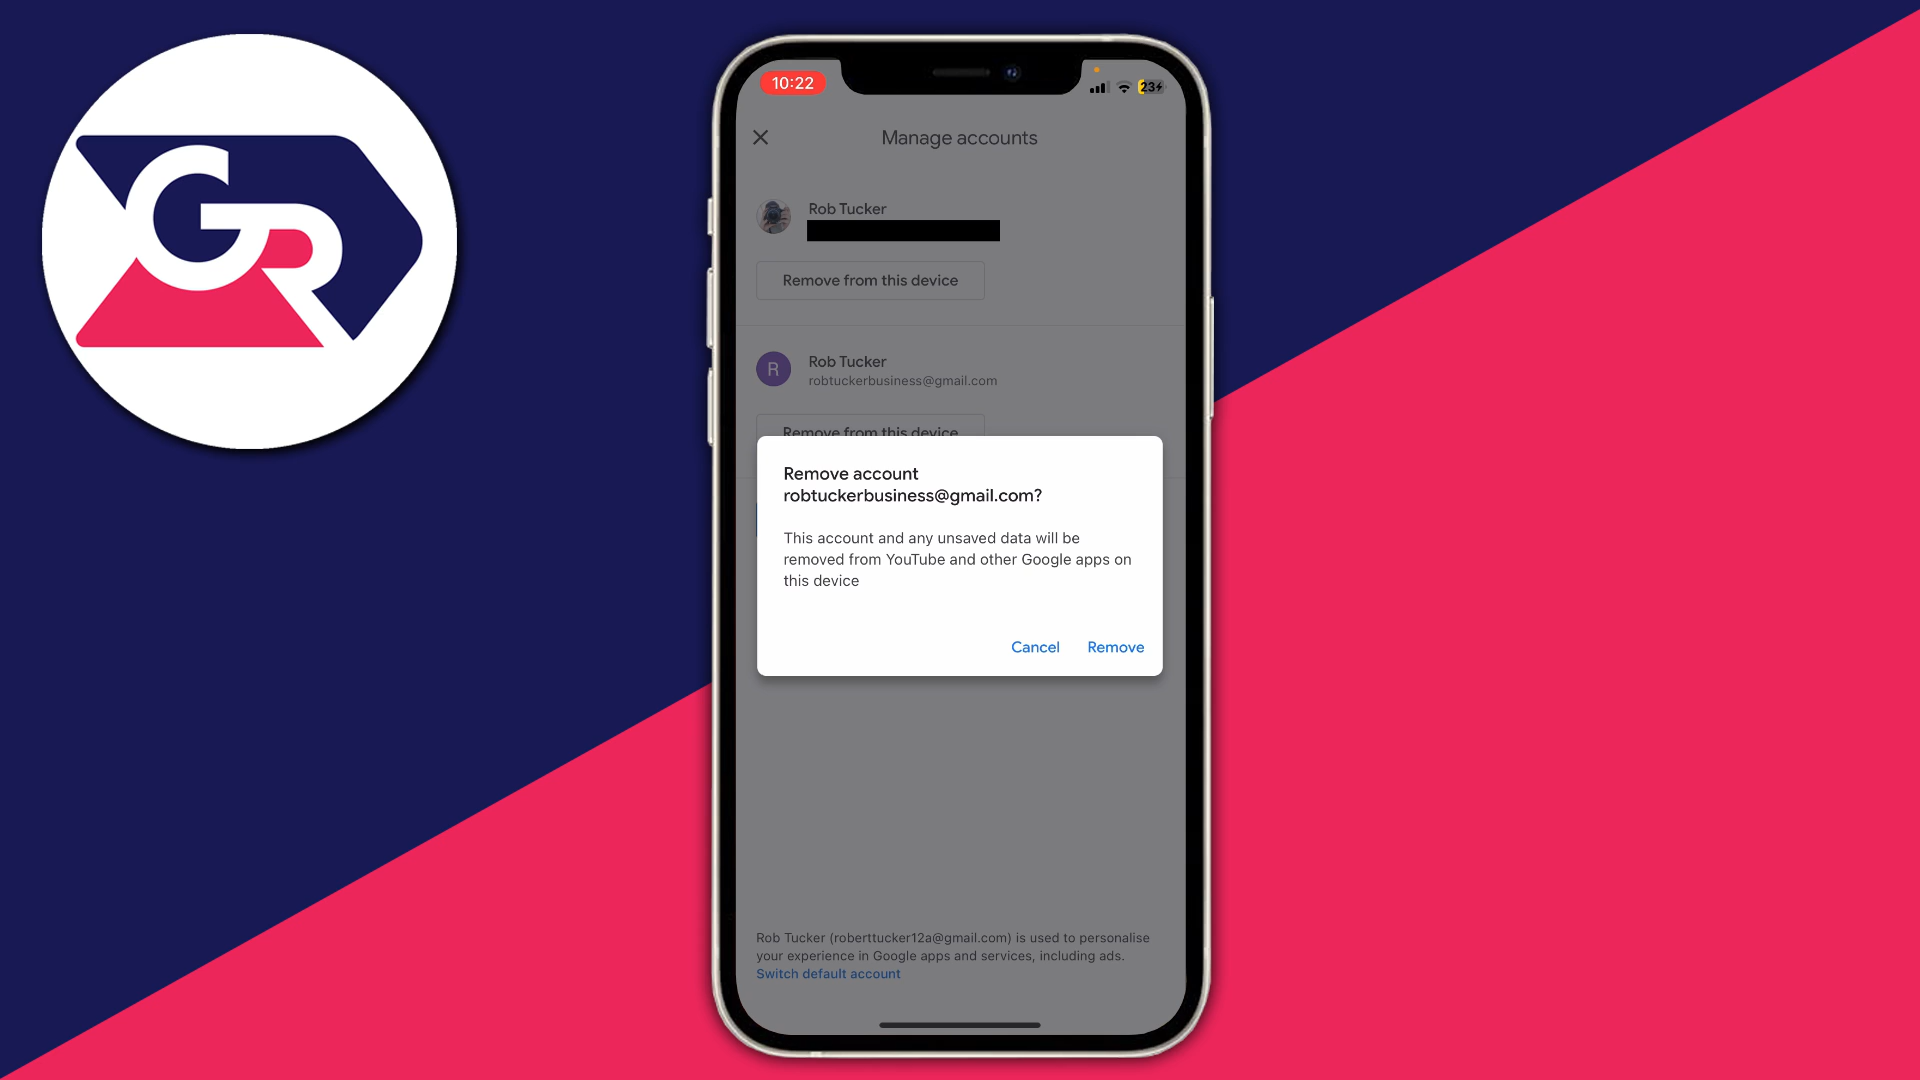 GR
10:22
23
Manage accounts
Rob Tucker
Remove from this device
Rob Tucker
R
robtuckerbusiness@gmail.com
Remove from this device
Remove account
robtuckerbusiness@gmail.com?
This account and any unsaved data will be
removed from YouTube and other Google apps on
this device
Cancel Remove
Rob Tucker (roberttucker12a@gmail.com) is used to personalise
your experience in Google apps and services, including ads.
Switch default account